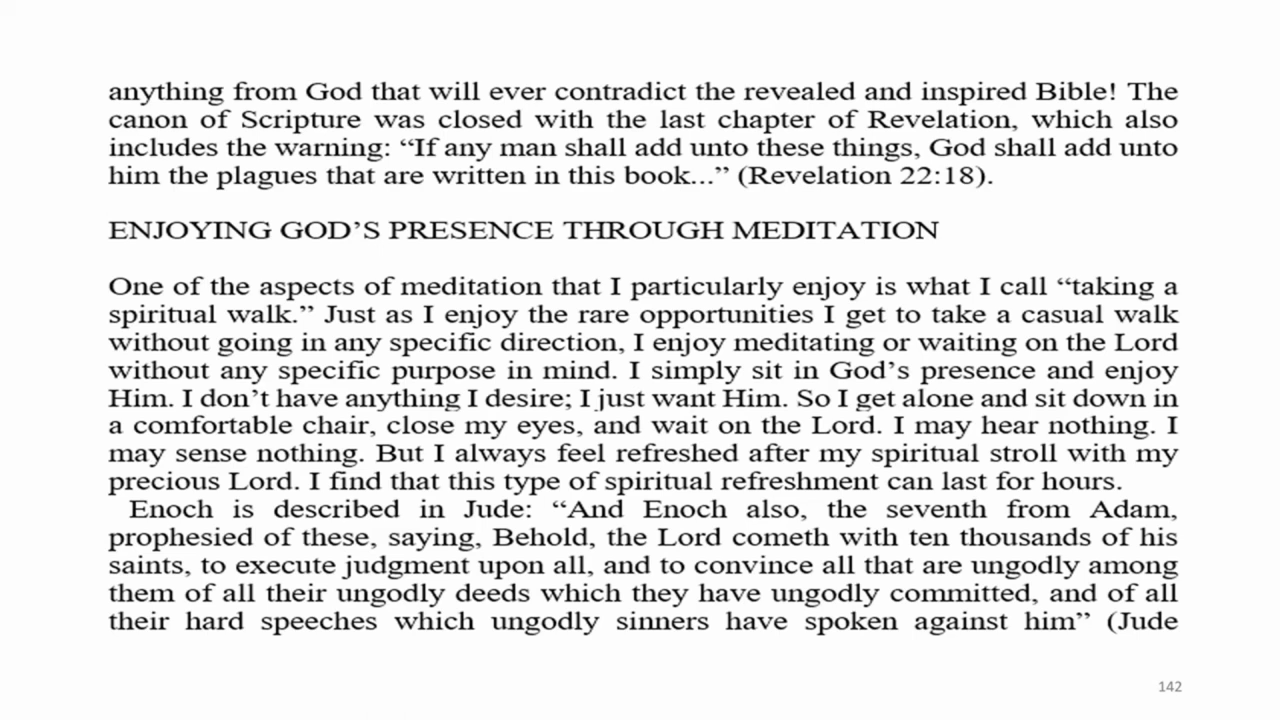 anything from God that will ever contradict the revealed and inspired Bible! The
canon of Scripture was closed with the last chapter of Revelation, which also
includes the warning: “If any man shall add unto these things, God shall add unto
him the plagues that are written in this book...” (Revelation 22:18).
ENJOYING GOD’S PRESENCE THROUGH MEDITATION
One of the aspects of meditation that I particularly enjoy is what I call “taking a
spiritual walk.” Just as I enjoy the rare opportunities I get to take a casual walk
without going in any specific direction, I enjoy meditating or waiting on the Lord
without any specific purpose in mind. I simply sit in God’s presence and enjoy
Him. I don’t have anything I desire; I just want Him. So I get alone and sit down in
a comfortable chair, close my eyes, and wait on the Lord. I may hear nothing. I
may sense nothing. But I always feel refreshed after my spiritual stroll with my
precious Lord. I find that this type of spiritual refreshment can last for hours.
Enoch is described in Jude: “And Enoch also, the seventh from Adam,
prophesied of these, saying, Behold, the Lord cometh with ten thousands of his
saints, to execute judgment upon all, and to convince all that are ungodly among
them of all their ungodly deeds which they have ungodly committed, and of all
their hard speeches which ungodly sinners have spoken against him” (Jude
142